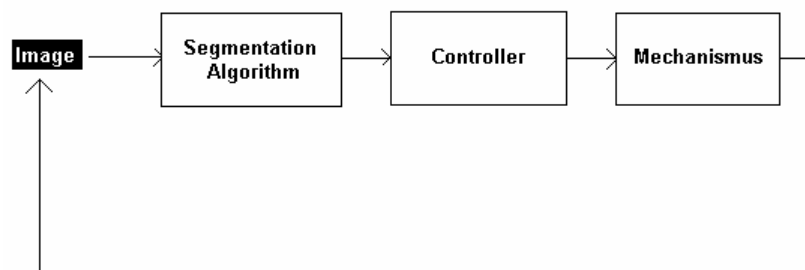 Image
Segmentation
Algorithm
Controller
Mechanismus